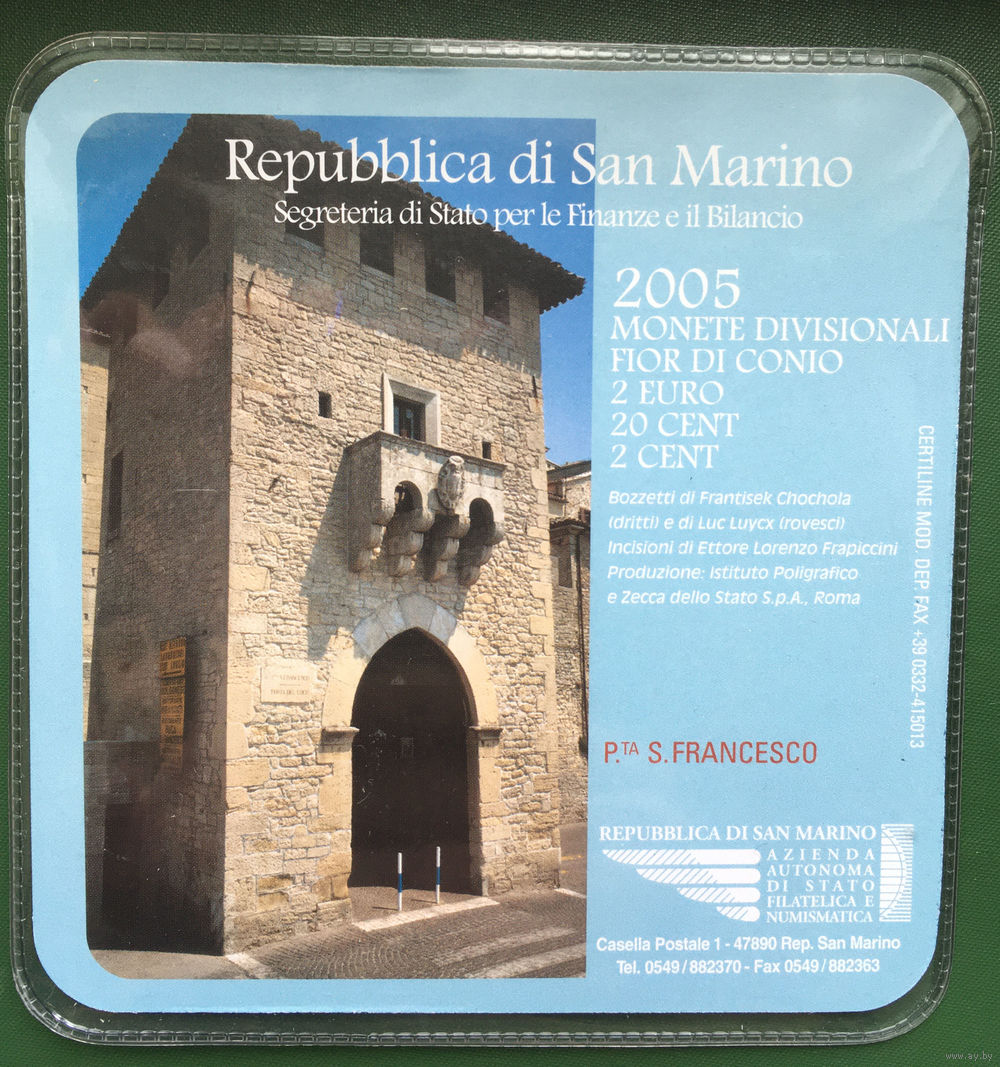 Repubblica di San Marino
Segreteria di Stato per le Finanze e il Bilancio
2005
MONETE DIVISIONALI
FIOR DI CONIO
2 EURO
20 CENT
2 CENT
Bozzetti di Frantisek Chochola
(dritti) e di Luc Luycx (rovesci)
Incisioni di Ettore Lorenzo Frapiccini
Produzione: Istituto Poligrafico
e Zecca dello Stato S.p.A., Roma
CERTILINE MOD. DEP. FAX +39 0332-415013
P.TA S. FRANCESCO
REPUBBLICA DI SAN MARINO
AZIENDA
AUTONOMA
DI STATO
FILATELICA E
NUMISMATICA
Casella Postale 1 - 47890 Rep. San Marino
Tel. 0549/882370 - Fax 0549/882363
www.ay.by